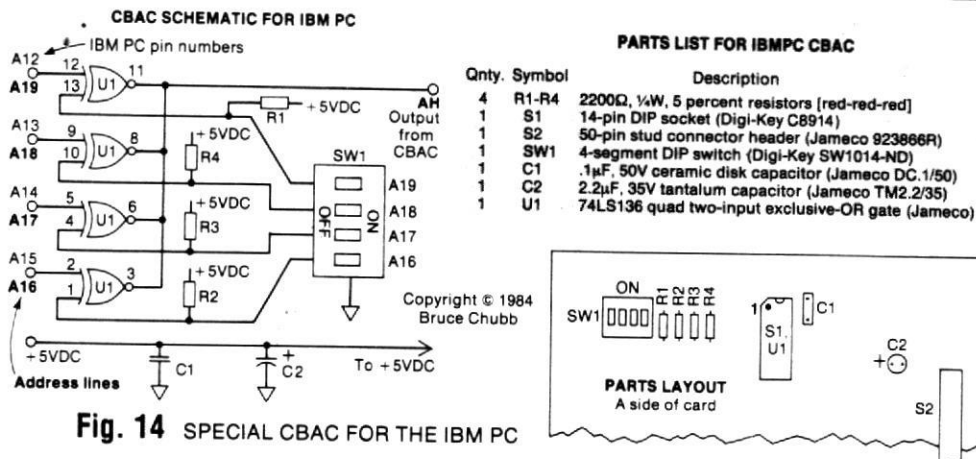 CBAC SCHEMATIC FOR IBM PC
IBM PC pin numbers
A12
A19
12
13
U1
11
AH
Output
from
CBAC
R1
+5VDC
A13
A18
9
10
U1
8
+5VDC
R4
SW1
A14
A17
5
4
U1
6
+5VDC
R3
OFF
ON
A19
A18
A17
A16
A15
A16
2
1
U1
3
+5VDC
R2
Copyright © 1984
Bruce Chubb
+5VDC
C1
+
C2
To +5VDC
Address lines
Fig. 14 SPECIAL CBAC FOR THE IBM PC
PARTS LIST FOR IBMPC CBAC
Qnty. Symbol Description
4 R1-R4 2200Ω, ¼W, 5 percent resistors [red-red-red]
1 S1 14-pin DIP socket (Digi-Key C8914)
1 S2 50-pin stud connector header (Jameco 923866R)
1 SW1 4-segment DIP switch (Digi-Key SW1014-ND)
1 C1 .1µF, 50V ceramic disk capacitor (Jameco DC.1/50)
1 C2 2.2µF, 35V tantalum capacitor (Jameco TM2.2/35)
1 U1 74LS136 quad two-input exclusive-OR gate (Jameco)
ON
SW1
R1
R2
R3
R4
1
S1
U1
C1
C2
+
S2
PARTS LAYOUT
A side of card